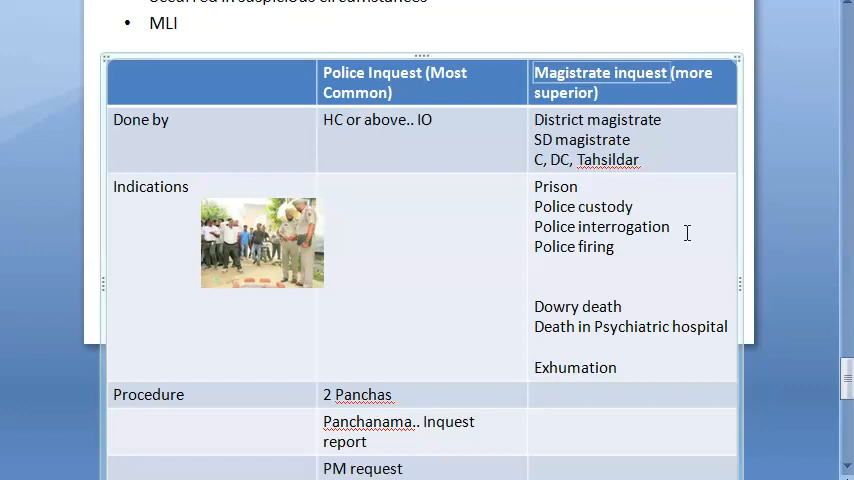 MLI
Police Inquest (Most
Common)
Magistrate inquest (more
superior)
Done by
HC or above.. IO
District magistrate
SD magistrate
C, DC, Tahsildar
Indications
Prison
Police custody
Police interrogation
Police firing
Dowry death
Death in Psychiatric hospital
Exhumation
Procedure
2 Panchas
Panchanama.. Inquest
report
PM request